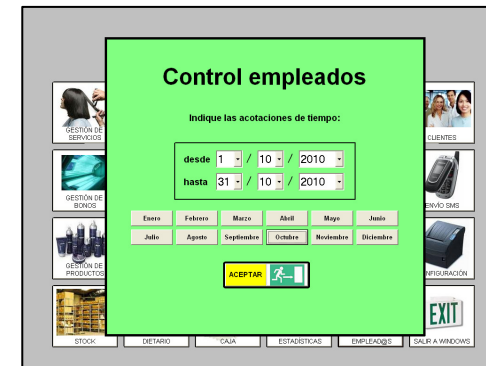 Control empleados
Indique las acotaciones de tiempo:
desde 1 / 10 / 2010
hasta 31 / 10 / 2010
Enero Febrero Marzo Abril Mayo Junio
Julio Agosto Septiembre Octubre Noviembre Diciembre
ACEPTAR
GESTIÓN DE
SERVICIOS
CLIENTES
GESTIÓN DE
BONOS
ENVIO SMS
GESTIÓN DE
PRODUCTOS
NFIGURACIÓN
EXIT
STOCK DIETARIO CAJA ESTADÍSTICAS EMPLEAD@S SALIR A WINDOWS